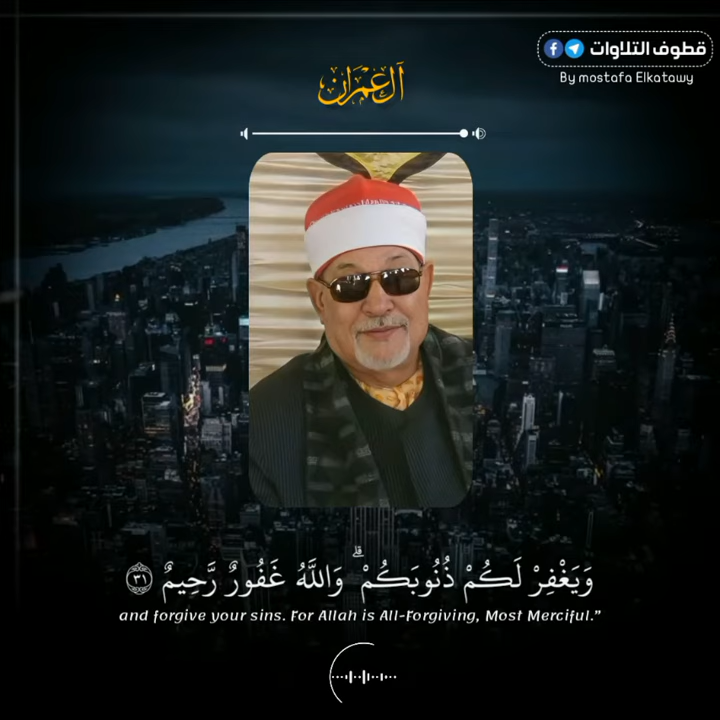 قطوف التلاوات
By mostafa Elkatawy
آل عمران
وَيَغْفِرْ لَكُمْ ذُنُوبَكُمْ ۗ وَاللَّهُ غَفُورٌ رَّحِيمٌ ٣١
and forgive your sins. For Allah is All-Forgiving, Most Merciful.”